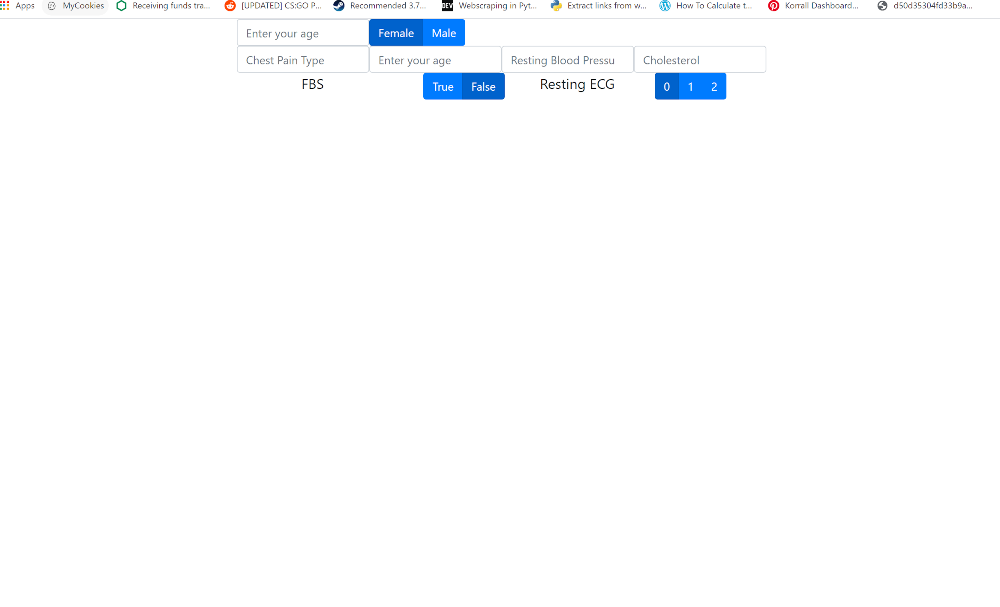 Apps MyCookies Receiving funds tra... [UPDATED] CS:GO P... Recommended 3.7... DEV Webscraping in Pyt... Extract links from w... How To Calculate t... Korrall Dashboard... d50d35304fd33b9a...
Enter your age Female Male
Chest Pain Type Enter your age Resting Blood Pressu Cholesterol
FBS True False Resting ECG 0 1 2